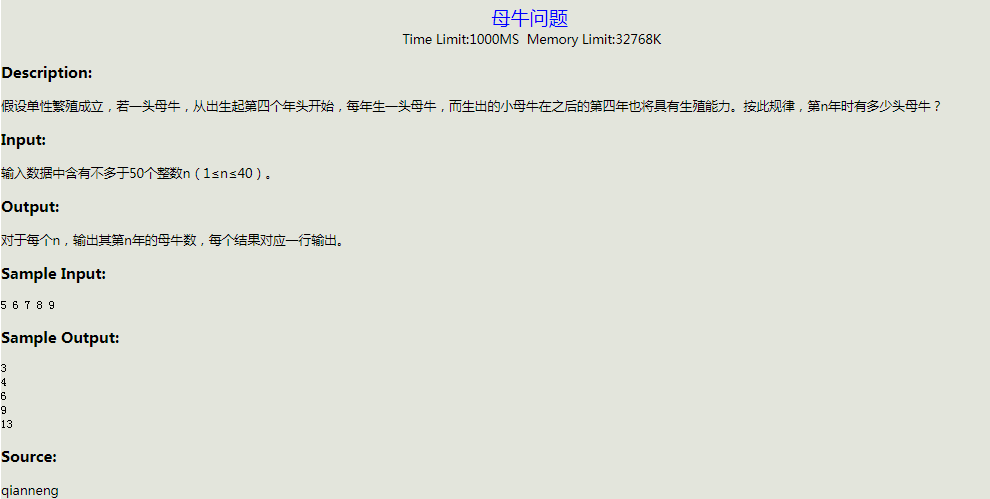 母牛问题
Time Limit:1000MS Memory Limit:32768K
Description:
假设单性繁殖成立，若一头母牛，从出生起第四个年头开始，每年生一头母牛，而生出的小母牛在之后的第四年也将具有生殖能力。按此规律，第n年时有多少头母牛？
Input:
输入数据中含有不多于50个整数n（1≤n≤40）。
Output:
对于每个n，输出其第n年的母牛数，每个结果对应一行输出。
Sample Input:
5 6 7 8 9
Sample Output:
3
4
6
9
13
Source:
qianneng